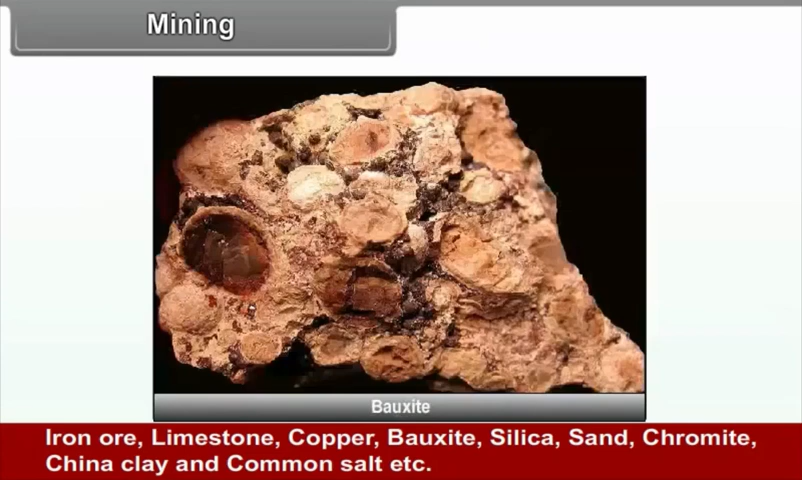 Mining
Bauxite
Iron ore, Limestone, Copper, Bauxite, Silica, Sand, Chromite,
China clay and Common salt etc.